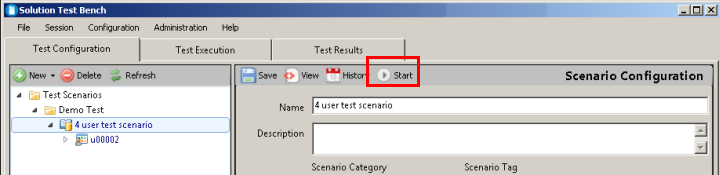 Solution Test Bench
File Session Configuration Administration Help
Test Configuration Test Execution Test Results
New Delete Refresh
Save View History Start Scenario Configuration
Test Scenarios
Demo Test
4 user test scenario
u00002
Name 4 user test scenario
Description
Scenario Category Scenario Tag